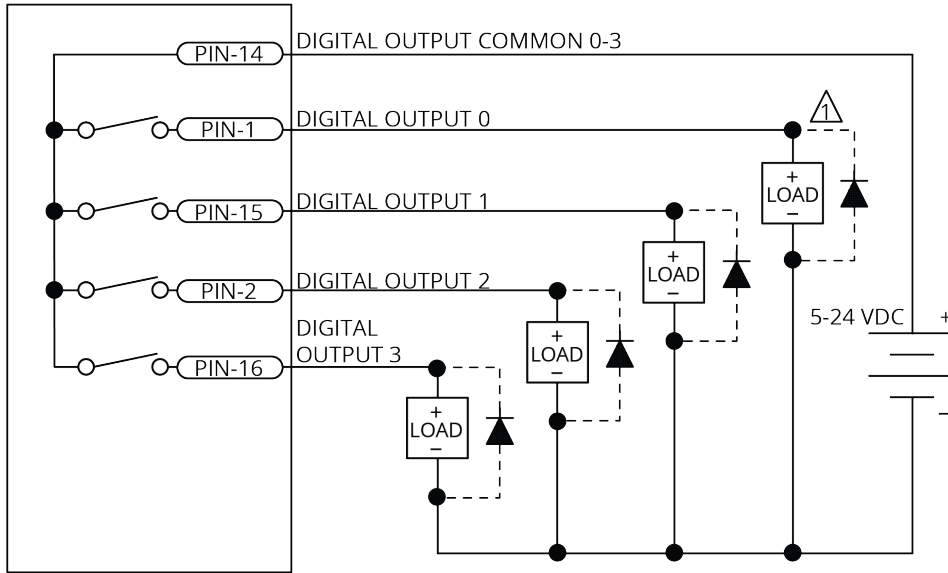 DIGITAL OUTPUT COMMON 0-3
PIN-14
DIGITAL OUTPUT 0
PIN-1
1
+
LOAD
−
DIGITAL OUTPUT 1
PIN-15
+
LOAD
−
DIGITAL OUTPUT 2
PIN-2
+
LOAD
−
5-24 VDC
+
−
DIGITAL
OUTPUT 3
PIN-16
+
LOAD
−